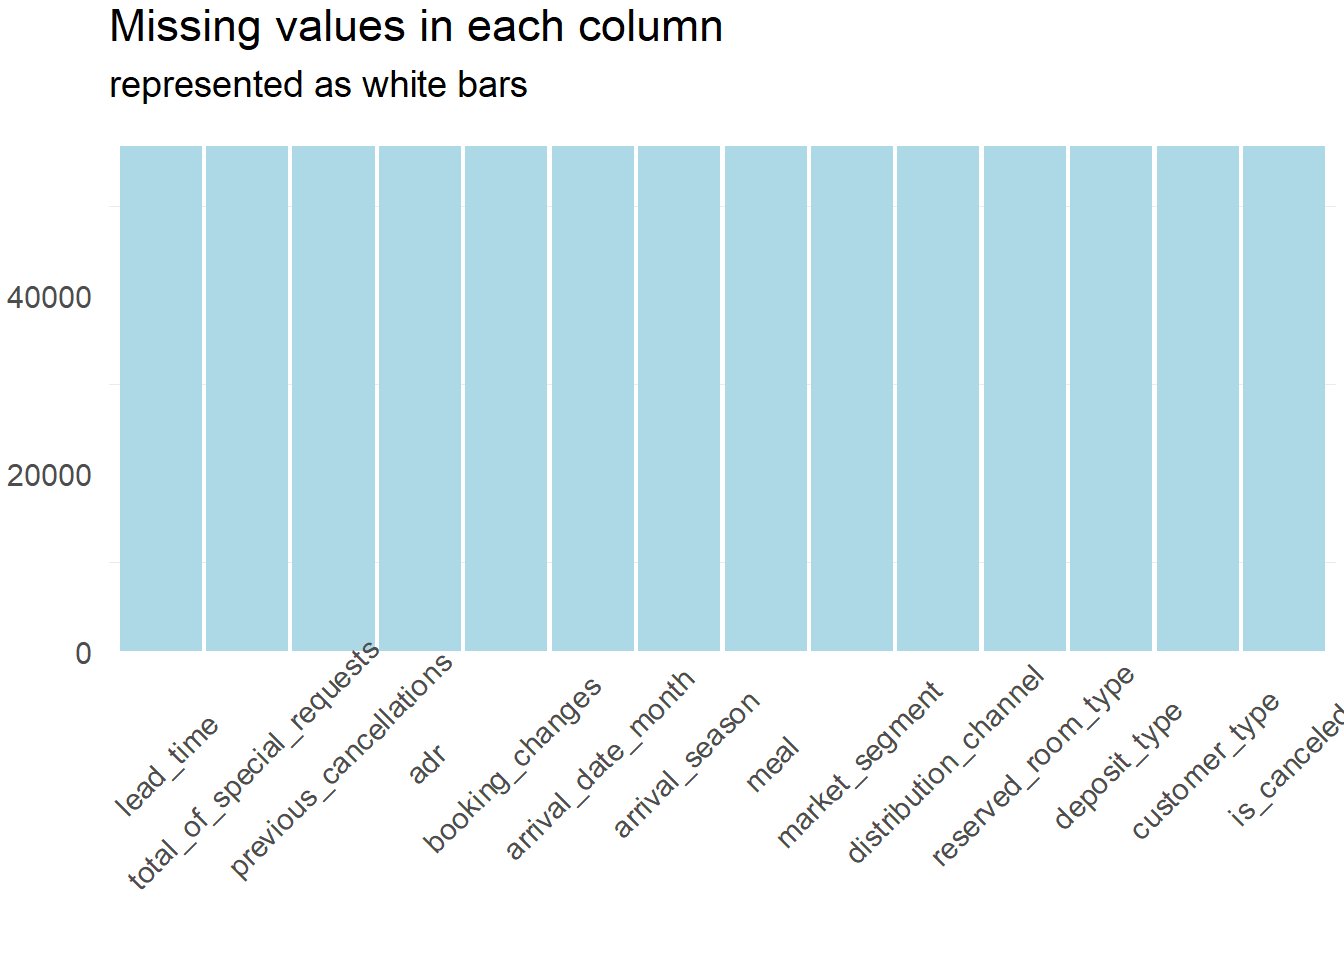 Missing values in each column
represented as white bars
40000
20000
0
lead_time
total_of_special_requests
previous_cancellations
adr
booking_changes
arrival_date_month
arrival_season
meal
market_segment
distribution_channel
reserved_room_type
deposit_type
customer_type
is_canceled